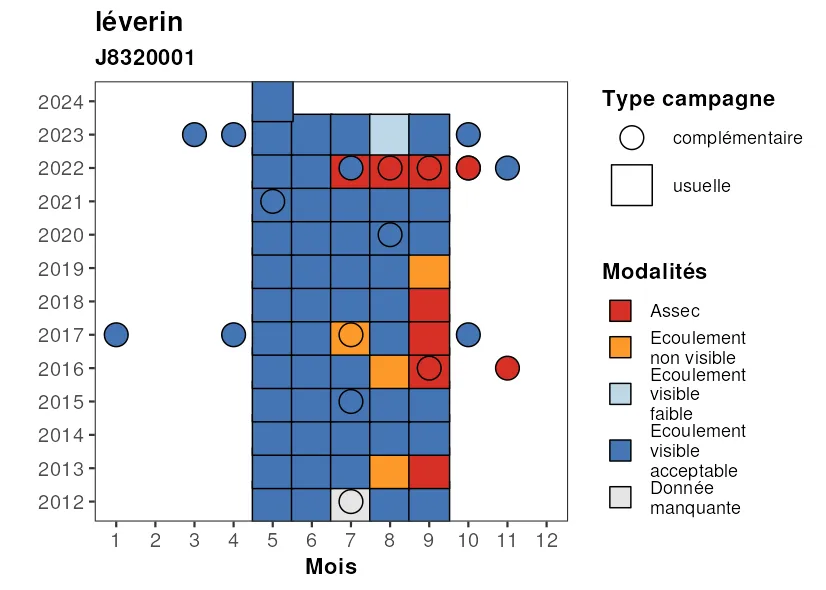 léverin
J8320001
2024
2023
2022
2021
2020
2019
2018
2017
2016
2015
2014
2013
2012
1 2 3 4 5 6 7 8 9 10 11 12
Mois
Type campagne
complémentaire
usuelle
Modalités
Assec
Ecoulement
non visible
Ecoulement
visible
faible
Ecoulement
visible
acceptable
Donnée
manquante